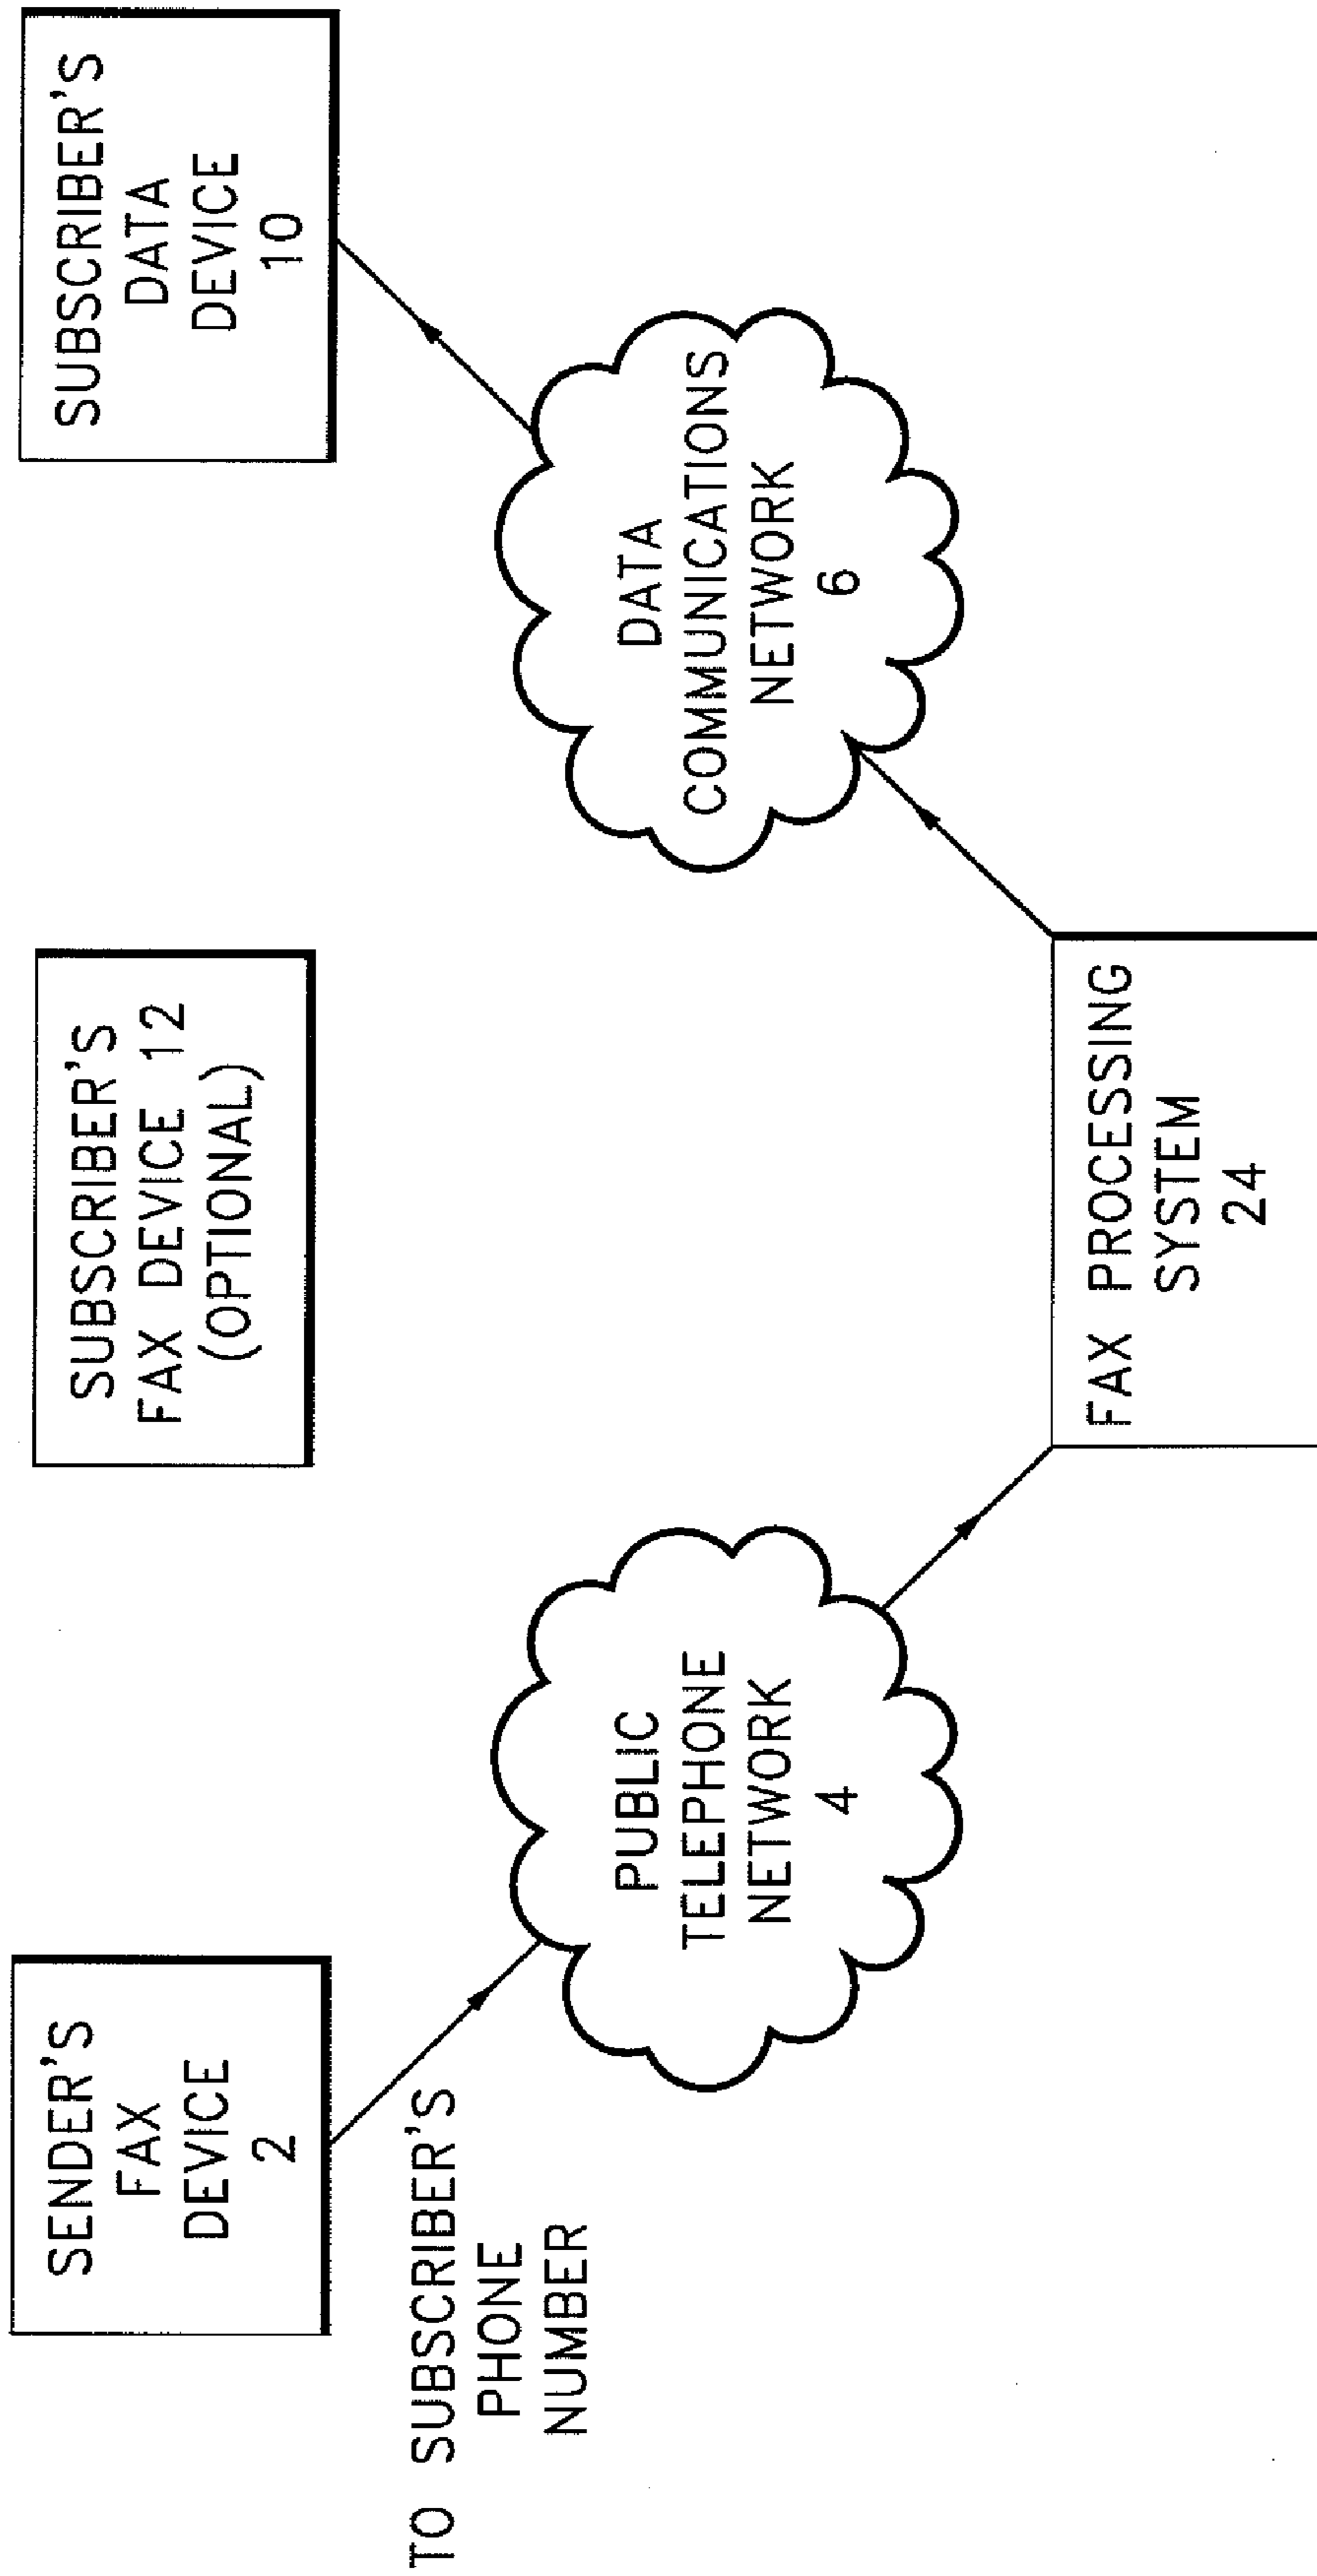 SENDER'S
FAX
DEVICE
2
SUBSCRIBER'S
FAX DEVICE 12
(OPTIONAL)
SUBSCRIBER'S
DATA
DEVICE
10
TO SUBSCRIBER'S
PHONE
NUMBER
PUBLIC
TELEPHONE
NETWORK
4
DATA
COMMUNICATIONS
NETWORK
6
FAX PROCESSING
SYSTEM
24